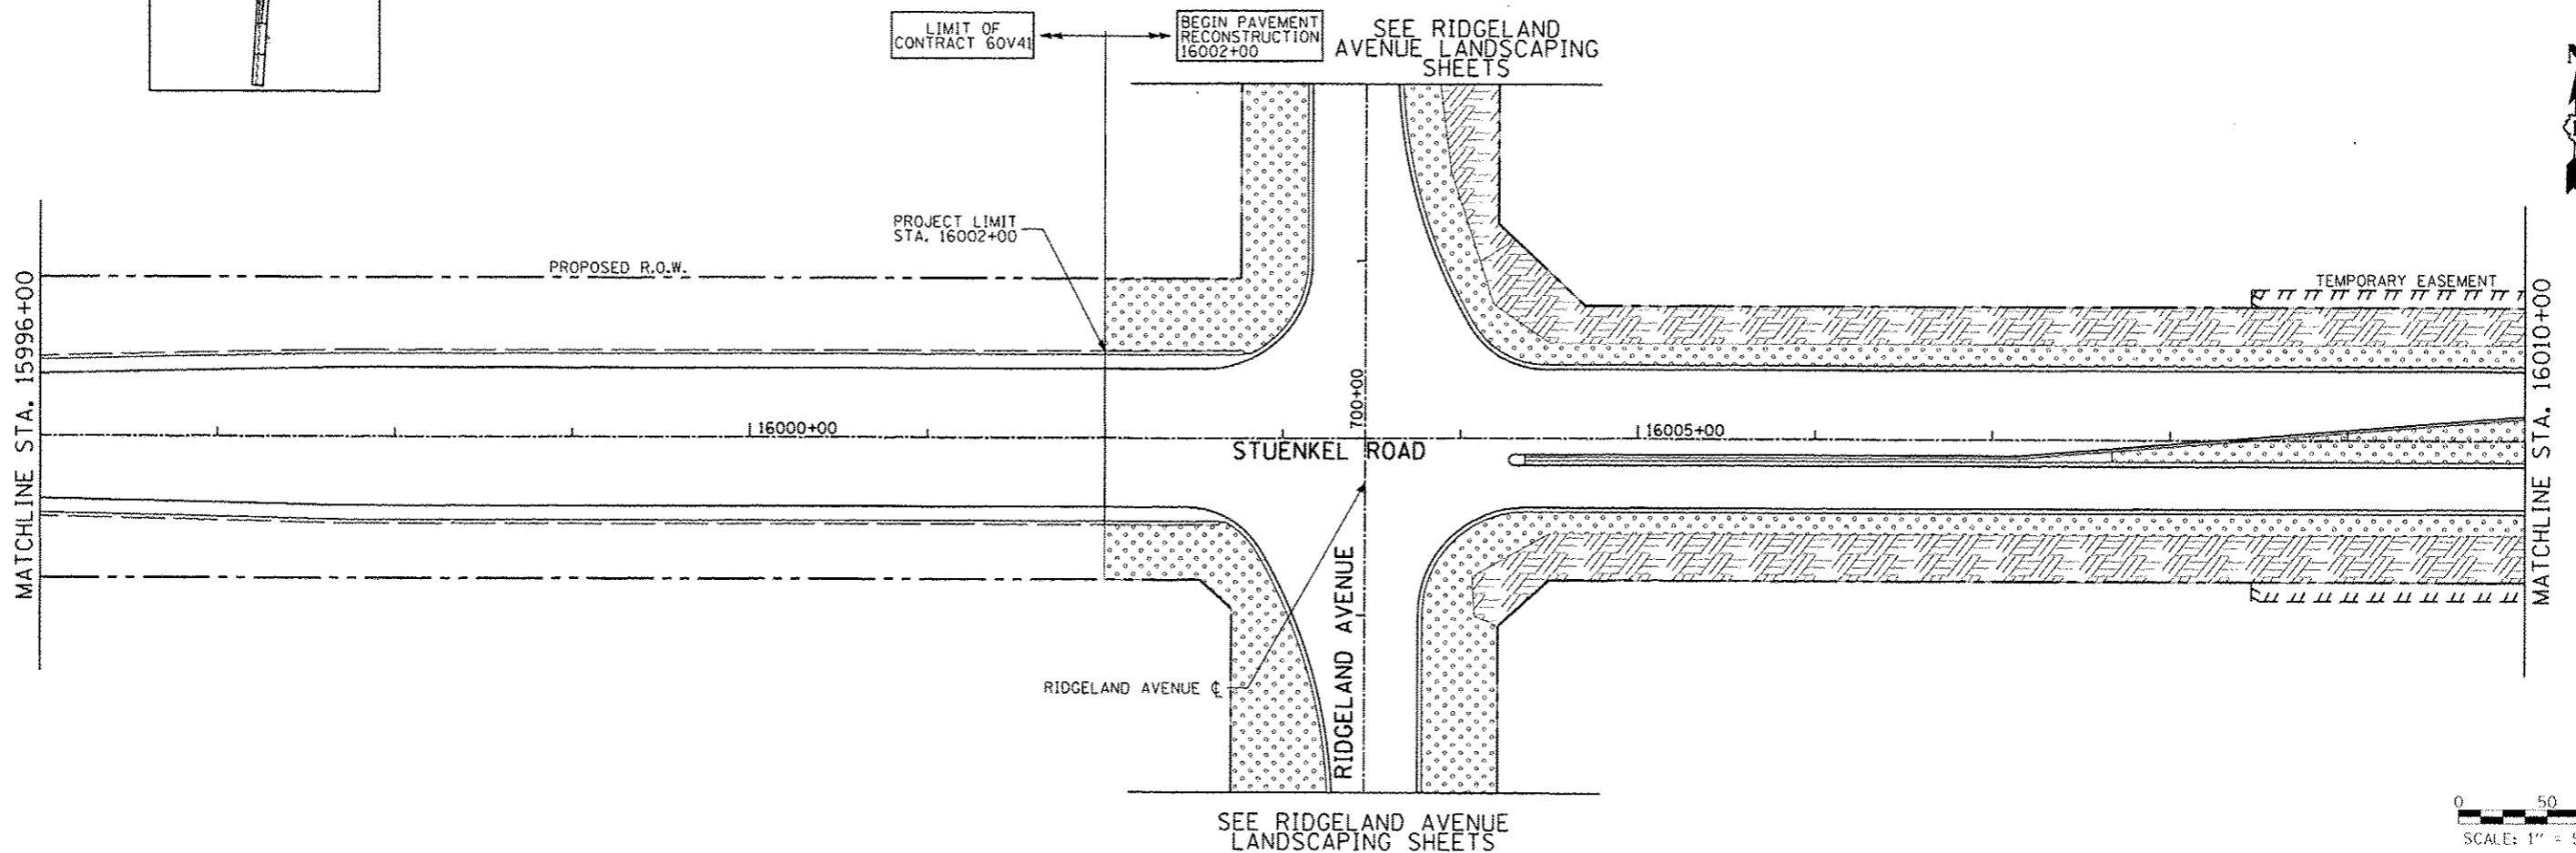 LIMIT OF
CONTRACT 60V41
BEGIN PAVEMENT
RECONSTRUCTION
16002+00
SEE RIDGELAND
AVENUE LANDSCAPING
SHEETS
N
PROJECT LIMIT
STA. 16002+00
PROPOSED R.O.W.
TEMPORARY EASEMENT
MATCHLINE STA. 15996+00
MATCHLINE STA. 16010+00
16000+00
700+00
16005+00
STUENKEL ROAD
RIDGELAND AVENUE
RIDGELAND AVENUE ℄
SEE RIDGELAND AVENUE
LANDSCAPING SHEETS
0 50
SCALE: 1" =